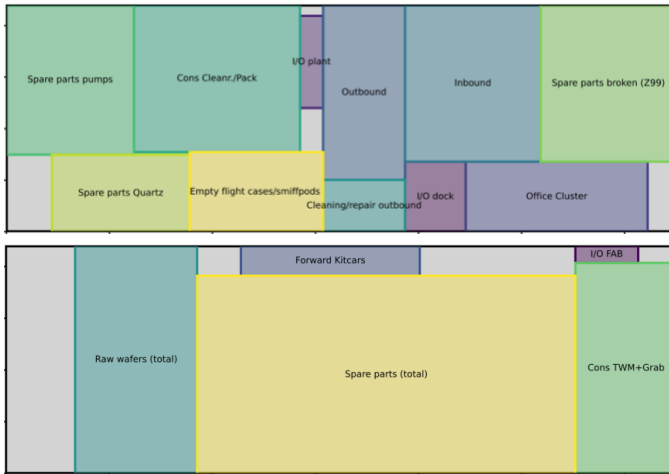 Spare parts pumps
Cons Cleanr./Pack
I/O plant
Outbound
Inbound
Spare parts broken (Z99)
Spare parts Quartz
Empty flight cases/smiffpods
Cleaning/repair outbound
I/O dock
Office Cluster
Forward Kitcars
I/O FAB
Raw wafers (total)
Spare parts (total)
Cons TWM+Grab